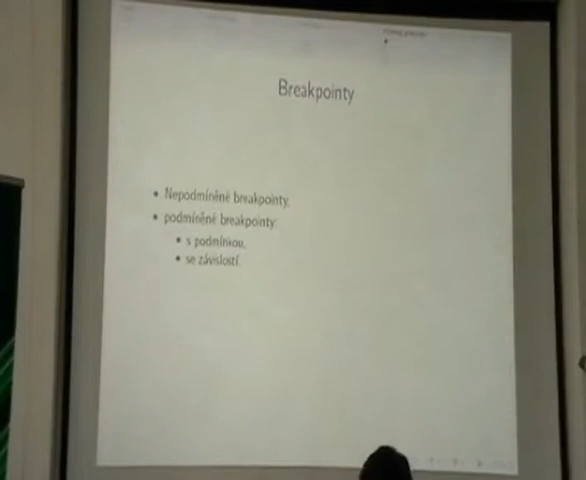 Breakpointy
• Nepodmíněné breakpointy,
• podmíněné breakpointy:
• s podmínkou,
• se závislostí.